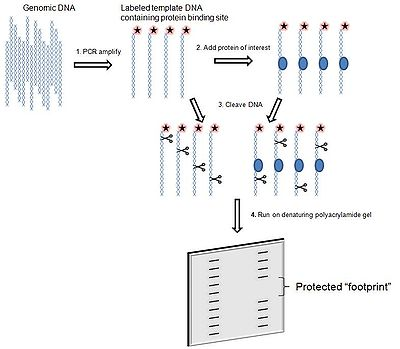 Genomic DNA
Labeled template DNA
containing protein binding site
1. PCR amplify
2. Add protein of interest
3. Cleave DNA
4. Run on denaturing polyacrylamide gel
Protected “footprint”